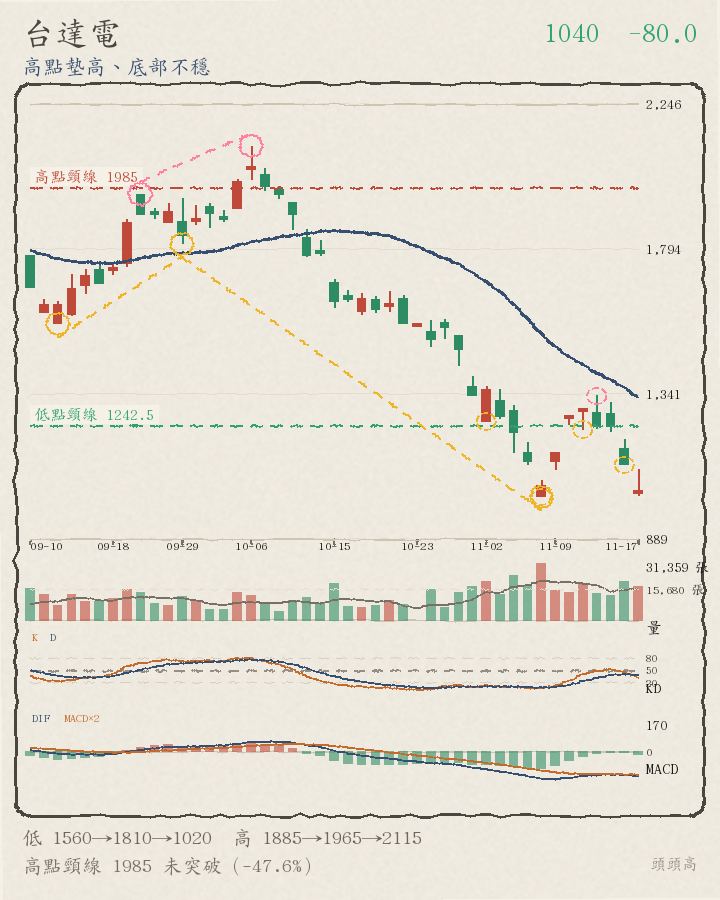 台達電
1040 -80.0
高點墊高、底部不穩
2,246
高點頸線 1985
1,794
1,341
低點頸線 1242.5
889
09-10 09-18 09-29 10-06 10-15 10-23 11-02 11-09 11-17
31,359 張
15,680 張
量
K D
80
50
20
KD
DIF MACD×2
170
0
MACD
低 1560→1810→1020 高 1885→1965→2115
高點頸線 1985 未突破 (-47.6%)
頭頭高